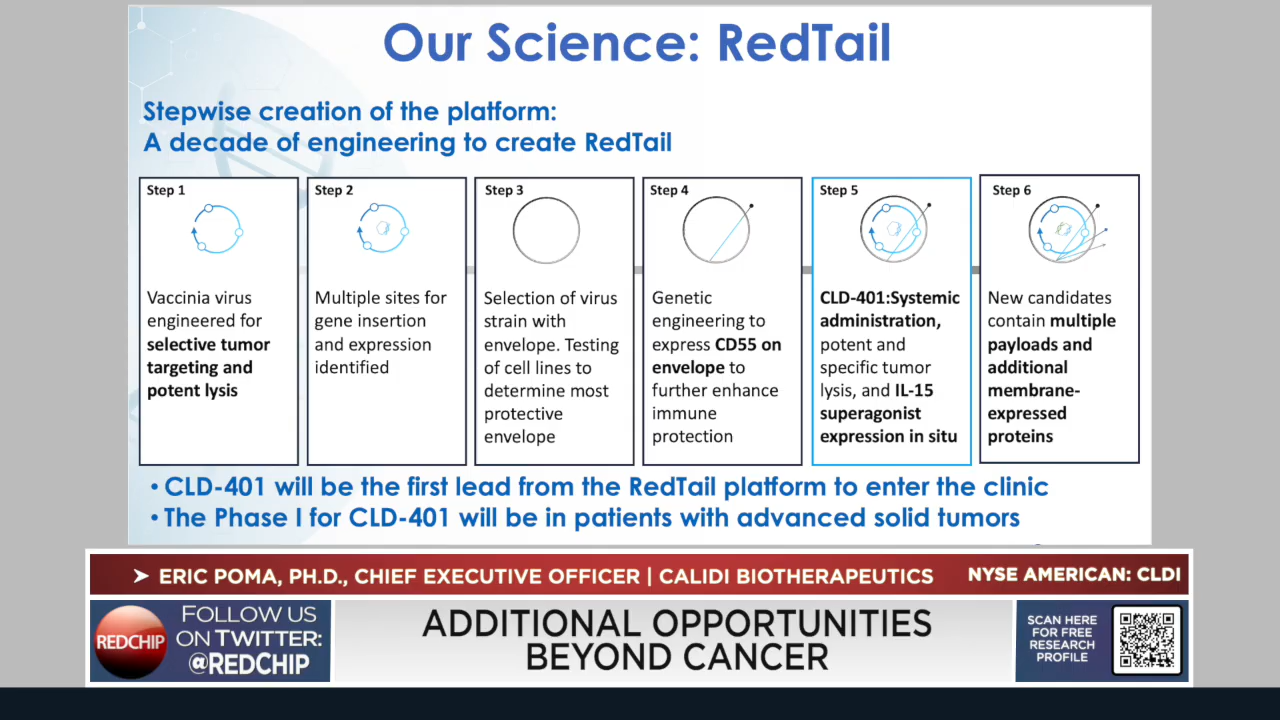 Our Science: RedTail
Stepwise creation of the platform:
A decade of engineering to create RedTail
Step 1
Vaccinia virus
engineered for
selective tumor
targeting and
potent lysis
Step 2
Multiple sites for
gene insertion
and expression
identified
Step 3
Selection of virus
strain with
envelope. Testing
of cell lines to
determine most
protective
envelope
Step 4
Genetic
engineering to
express CD55 on
envelope to
further enhance
immune
protection
Step 5
CLD-401:Systemic
administration,
potent and
specific tumor
lysis, and IL-15
superagonist
expression in situ
Step 6
New candidates
contain multiple
payloads and
additional
membrane-
expressed
proteins
• CLD-401 will be the first lead from the RedTail platform to enter the clinic
• The Phase I for CLD-401 will be in patients with advanced solid tumors
➤ ERIC POMA, PH.D., CHIEF EXECUTIVE OFFICER | CALIDI BIOTHERAPEUTICS
NYSE AMERICAN: CLDI
REDCHIP
FOLLOW US
ON TWITTER:
@REDCHIP
ADDITIONAL OPPORTUNITIES
BEYOND CANCER
SCAN HERE
FOR FREE
RESEARCH
PROFILE